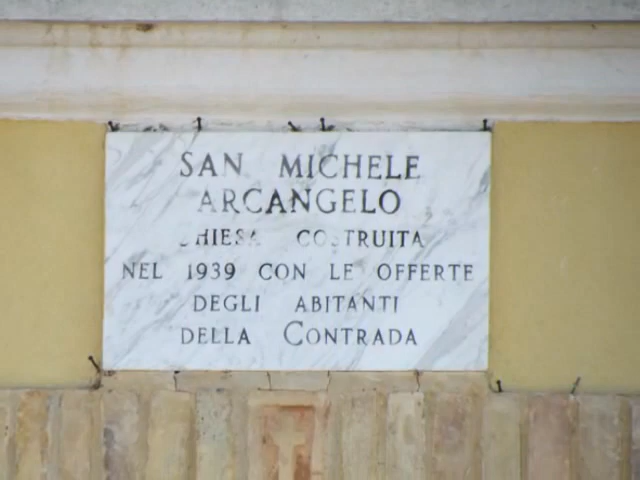 SAN MICHELE
ARCANGELO
CHIESA COSTRUITA
NEL 1939 CON LE OFFERTE
DEGLI ABITANTI
DELLA CONTRADA